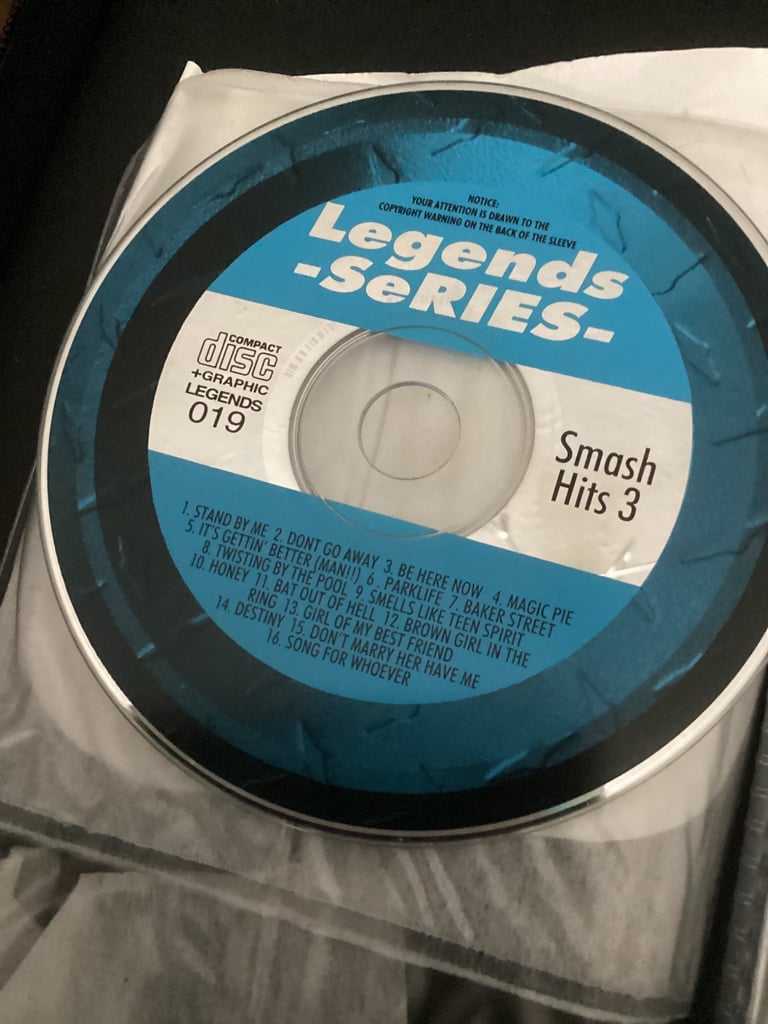 NOTICE:
YOUR ATTENTION IS DRAWN TO THE
COPYRIGHT WARNING ON THE BACK OF THE SLEEVE
Legends
-SeRIES-
COMPACT
disc
+GRAPHIC
LEGENDS
019
Smash
Hits 3
1. STAND BY ME 2. DONT GO AWAY 3. BE HERE NOW 4. MAGIC PIE
5. IT'S GETTIN' BETTER (MAN!!) 6. PARKLIFE 7. BAKER STREET
8. TWISTING BY THE POOL 9. SMELLS LIKE TEEN SPIRIT
10. HONEY 11. BAT OUT OF HELL 12. BROWN GIRL IN THE
RING 13. GIRL OF MY BEST FRIEND
14. DESTINY 15. DON'T MARRY HER HAVE ME
16. SONG FOR WHOEVER